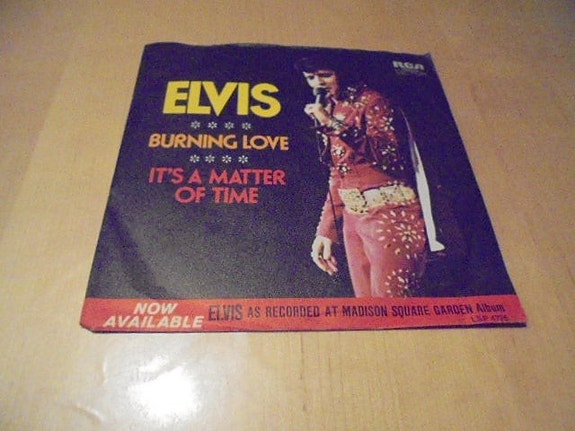 RCA
ELVIS
BURNING LOVE
IT'S A MATTER
OF TIME
NOW
AVAILABLE
ELVIS AS RECORDED AT MADISON SQUARE GARDEN Album